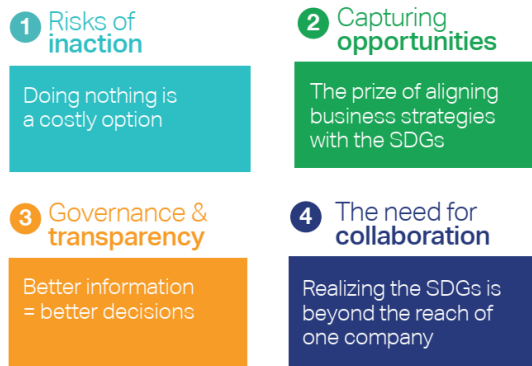 1 Risks of
inaction
Doing nothing is
a costly option
2 Capturing
opportunities
The prize of aligning
business strategies
with the SDGs
3 Governance &
transparency
Better information
= better decisions
4 The need for
collaboration
Realizing the SDGs is
beyond the reach of
one company